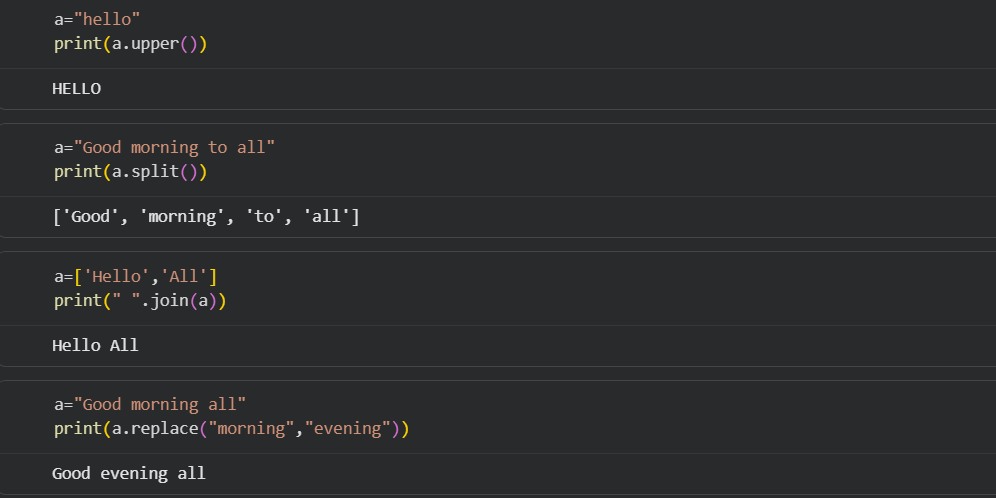 a="hello"
print(a.upper())
HELLO
a="Good morning to all"
print(a.split())
['Good', 'morning', 'to', 'all']
a=['Hello','All']
print(" ".join(a))
Hello All
a="Good morning all"
print(a.replace("morning","evening"))
Good evening all